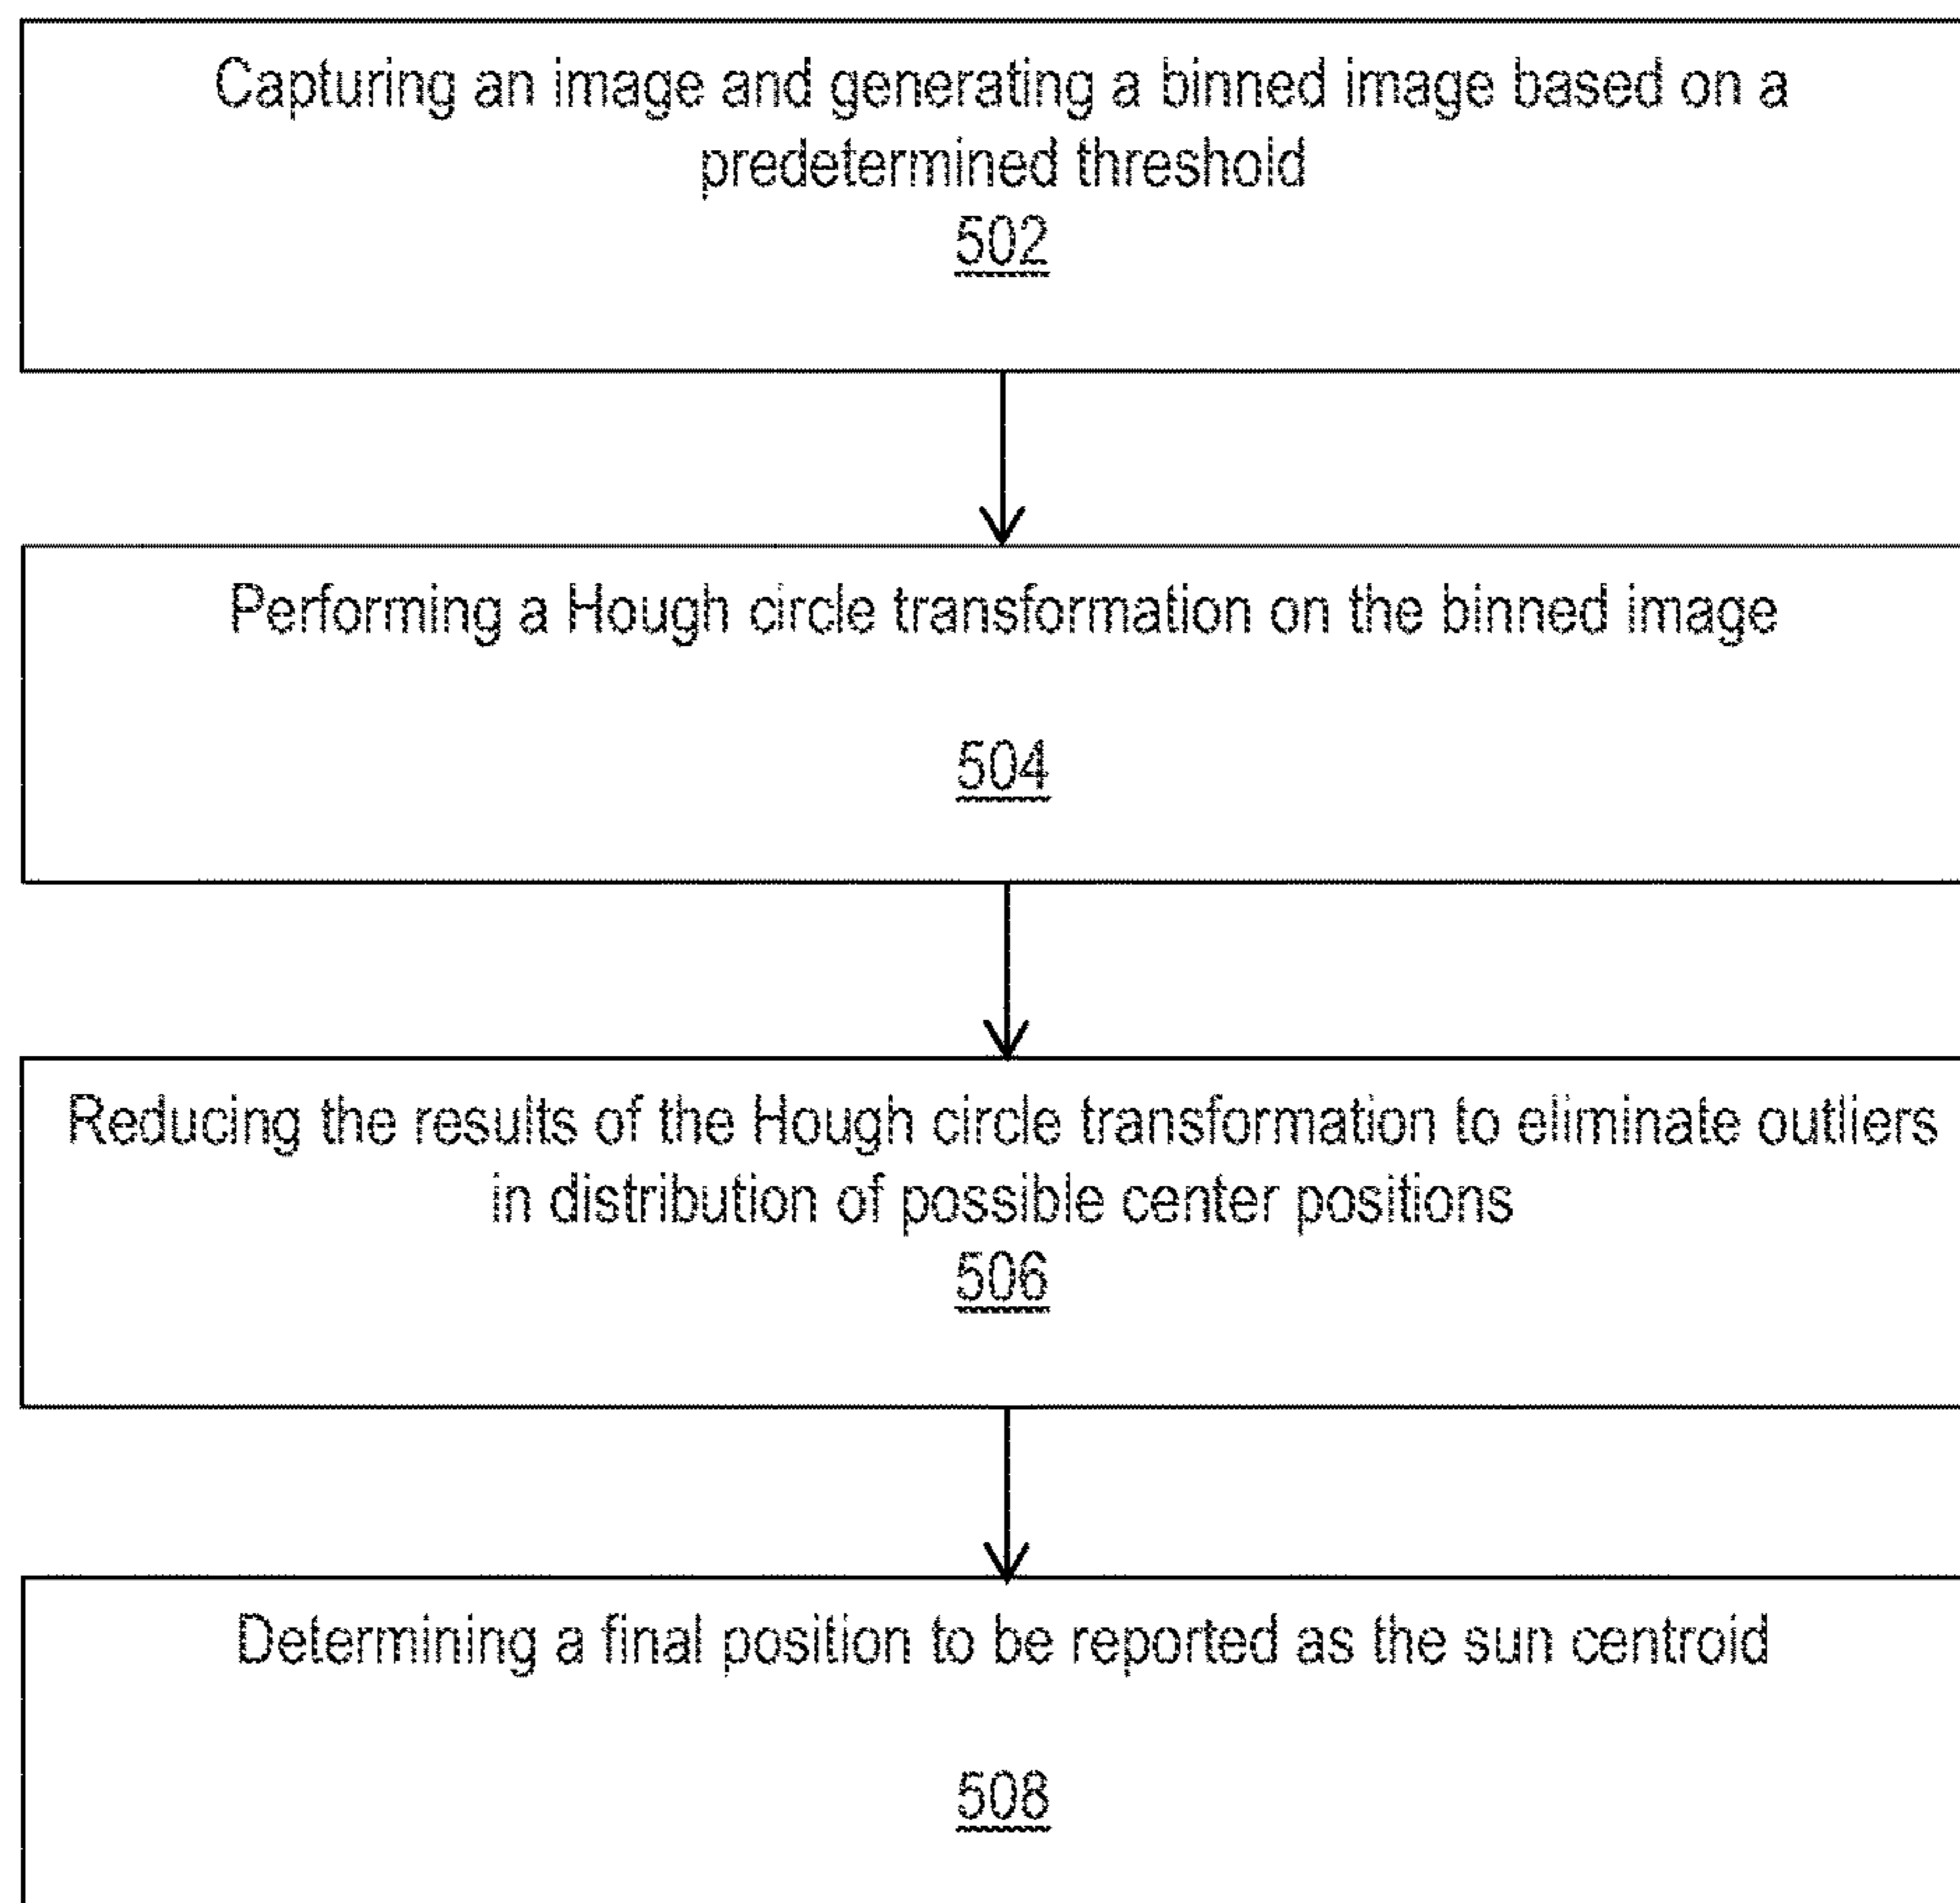 Capturing an image and generating a binned image based on a
predetermined threshold
502
Performing a Hough circle transformation on the binned image
504
Reducing the results of the Hough circle transformation to eliminate outliers
in distribution of possible center positions
506
Determining a final position to be reported as the sun centroid
508